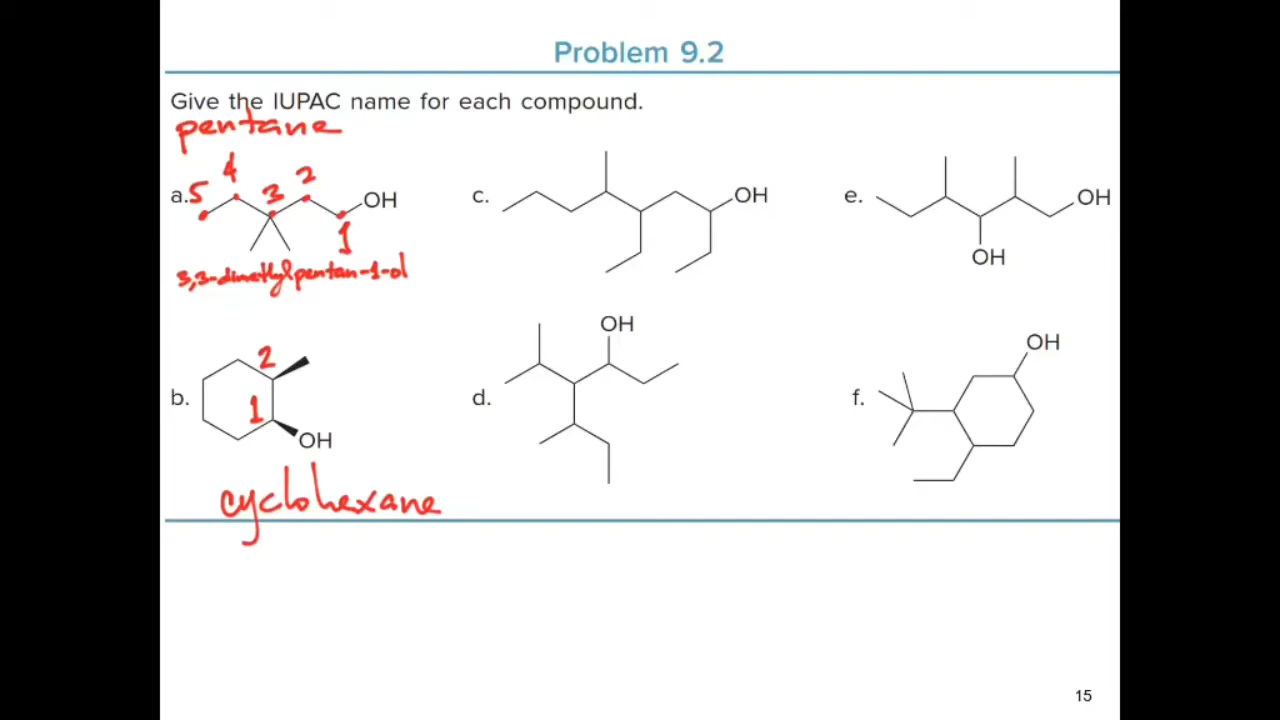 Problem 9.2
Give the IUPAC name for each compound.
pentane
a.
5
4
3
2
1
OH
3,3-dimethylpentan-1-ol
c.
OH
e.
OH
OH
b.
2
1
OH
cyclohexane
d.
OH
f.
OH
15